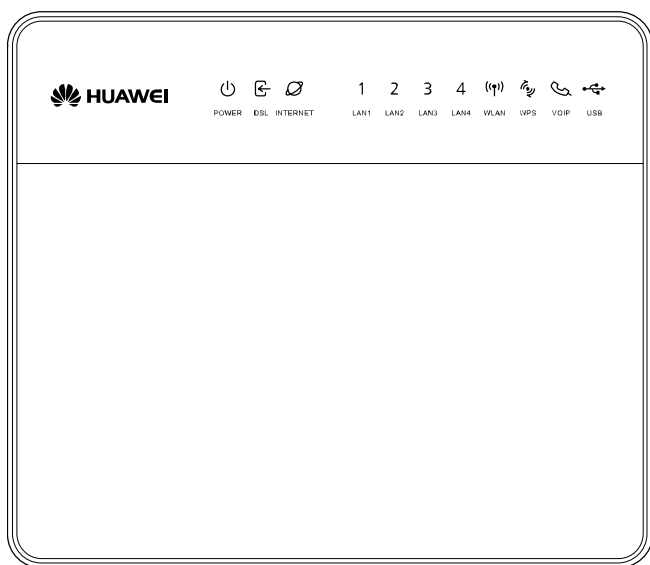 HUAWEI
1 2 3 4
POWER DSL INTERNET LAN1 LAN2 LAN3 LAN4 WLAN WPS VOIP USB